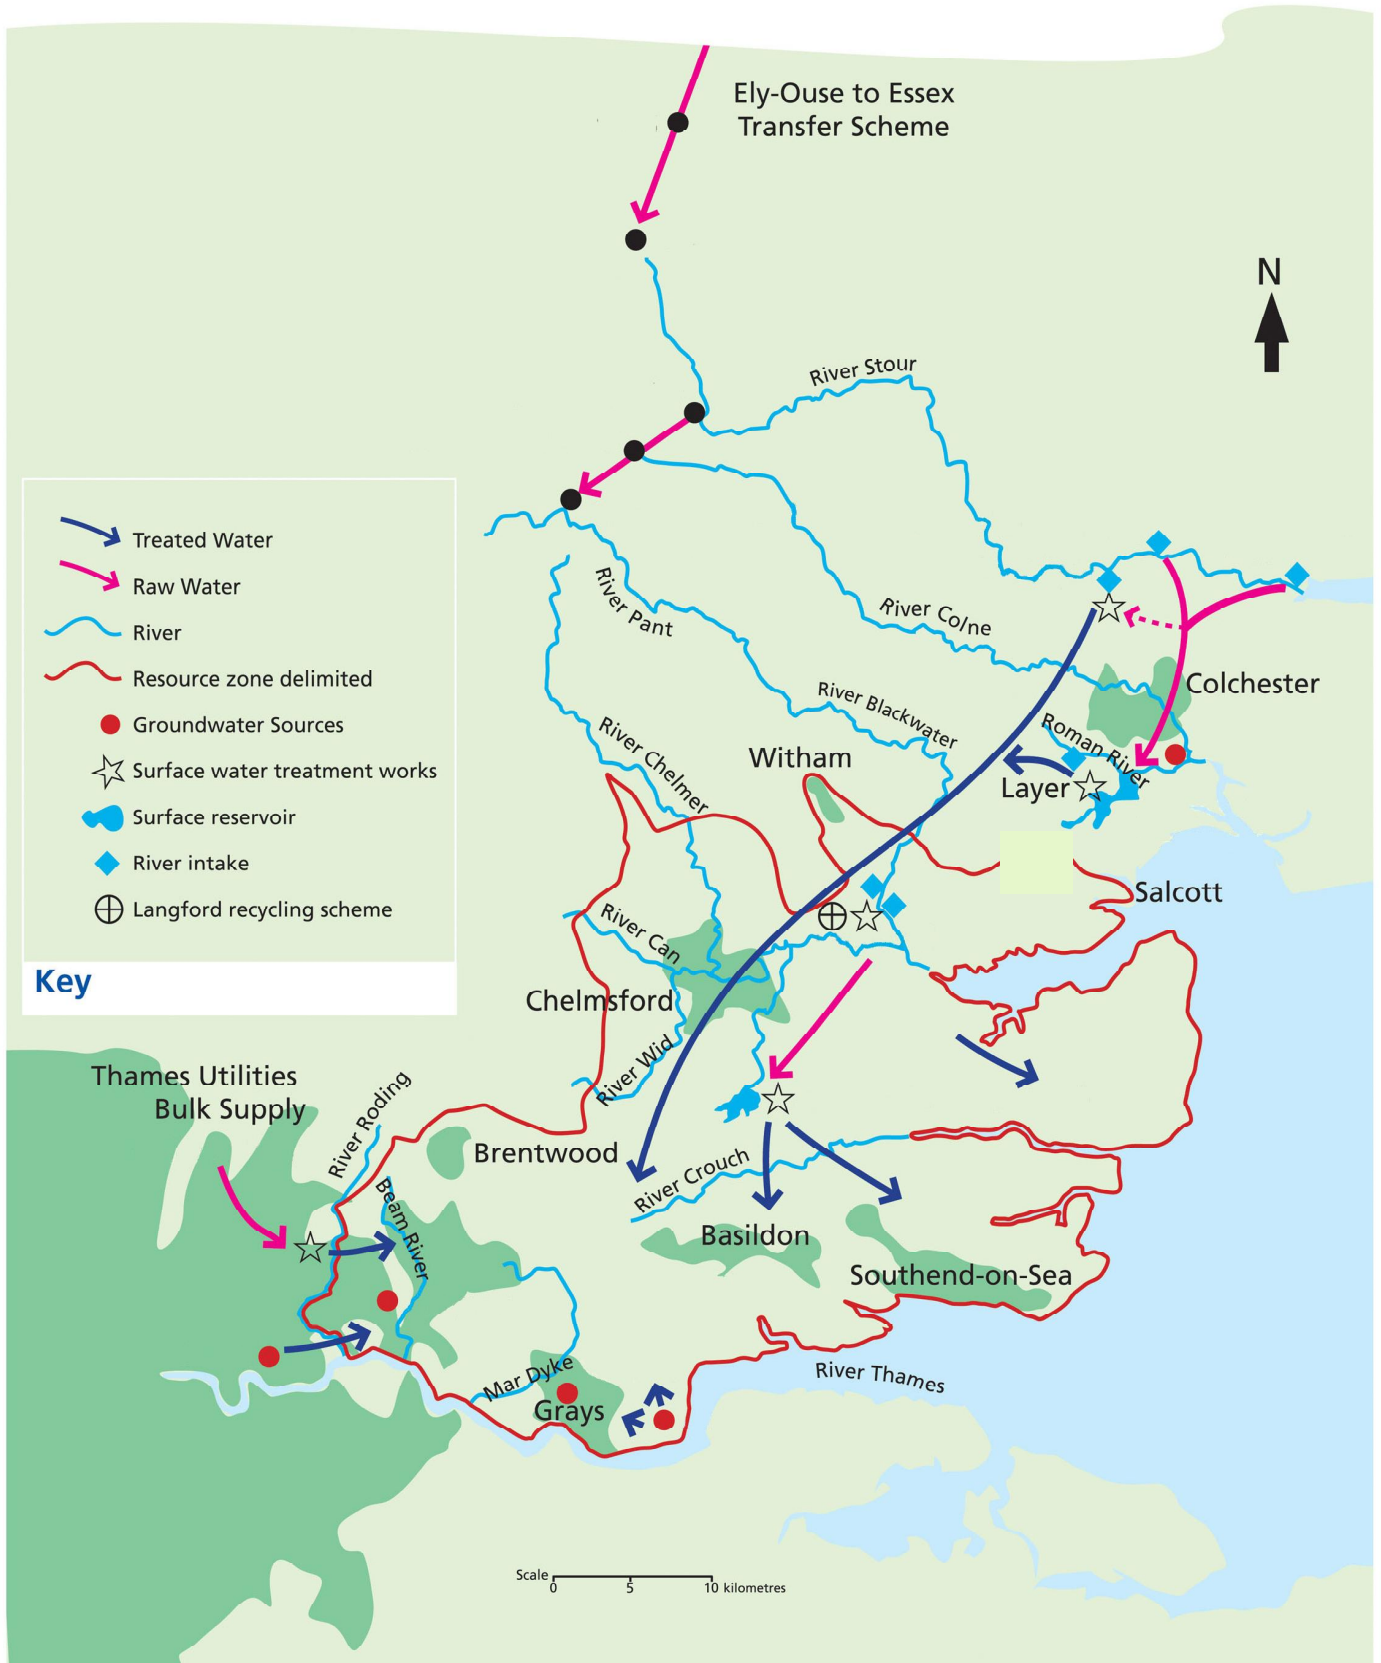 Ely-Ouse to Essex
Transfer Scheme
N
River Stour
Treated Water
Raw Water
River
Resource zone delimited
Groundwater Sources
Surface water treatment works
Surface reservoir
River intake
Langford recycling scheme
Key
River Pant
River Colne
Colchester
River Blackwater
Roman River
River Chelmer
Witham
Layer
Salcott
River Can
Chelmsford
River Wid
Thames Utilities
Bulk Supply
River Roding
Brentwood
River Crouch
Beam River
Basildon
Southend-on-Sea
Mar Dyke
River Thames
Grays
Scale
0 5 10 kilometres